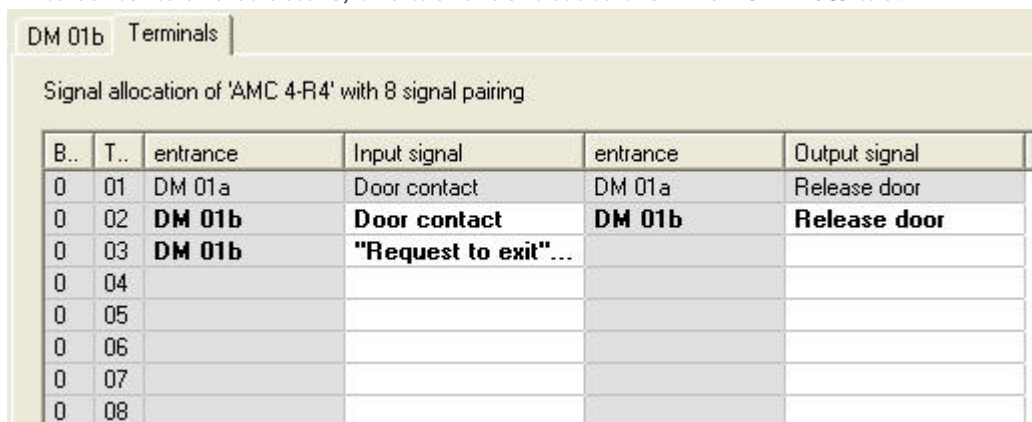 DM 01b Terminals
Signal allocation of 'AMC 4-R4' with 8 signal pairing
B.. T.. entrance Input signal entrance Output signal
0 01 DM 01a Door contact DM 01a Release door
0 02 DM 01b Door contact DM 01b Release door
0 03 DM 01b "Request to exit"...
0 04
0 05
0 06
0 07
0 08